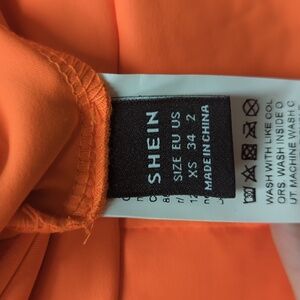 SHEIN
SIZE EU US
XS 34 2
MADE IN CHINA
WASH WITH LIKE COL
ORS. WASH INSIDE O
UT MACHINE WASH C